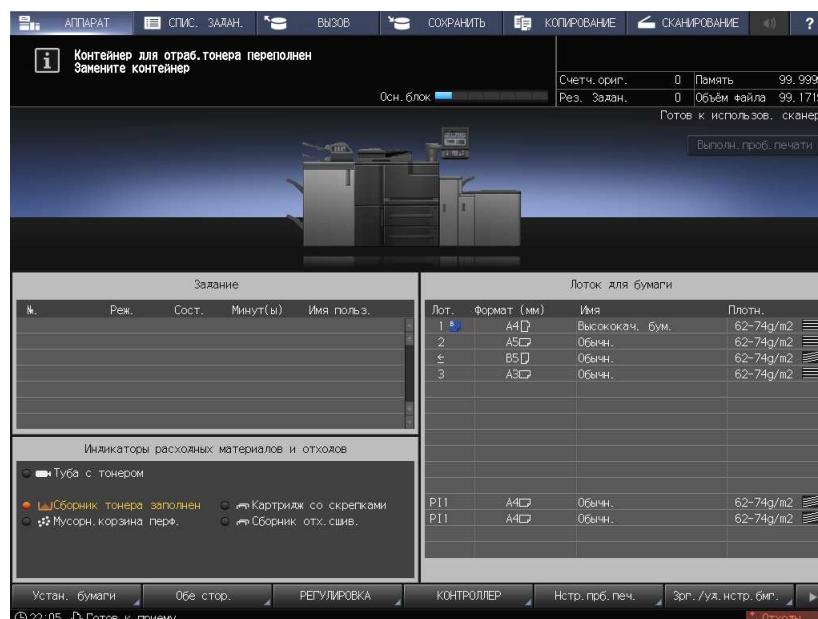 АППАРАТ СПИС. ЗАДАН. ВЫЗОВ СОХРАНИТЬ КОПИРОВАНИЕ СКАНИРОВАНИЕ ?
Контейнер для отраб.тонера переполнен
Замените контейнер
Счетч.ориг. 0 Память 99.999
Осн.блок Рез. Задан. 0 Объём файла 99.171
Готов к использов. сканер
Выполн.проб.печати
Задание Лоток для бумаги
№. Реж. Сост. Минут(ы) Имя польз. Лот. Формат (мм) Имя Плотн.
1 A4 Высококач. бум. 62-74g/m2
2 A5 Обычн. 62-74g/m2
← B5 Обычн. 62-74g/m2
3 A3 Обычн. 62-74g/m2
Индикаторы расходных материалов и отходов
Туба с тонером
Сборник тонера заполнен Картридж со скрепками PI1 A4 Обычн. 62-74g/m2
Мусорн.корзина перф. Сборник отх.сшив. PI1 A4 Обычн. 62-74g/m2
Устан. бумаги Обе стор. РЕГУЛИРОВКА КОНТРОЛЛЕР Нстр.прб.печ. Зрг./уд.нстр.бмг.
22:05 Готов к приему Отходы